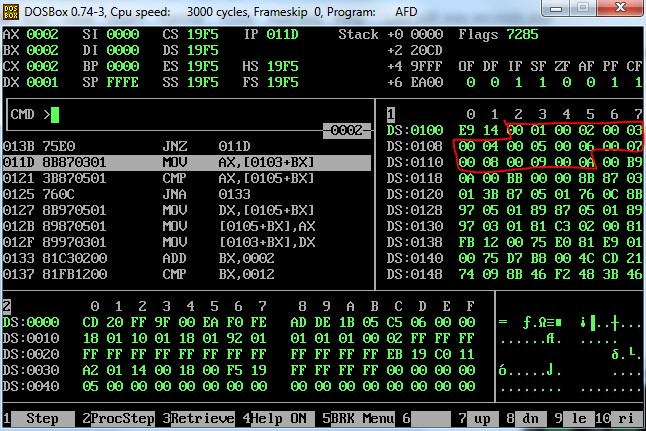 DOSBox 0.74-3, Cpu speed: 3000 cycles, Frameskip 0, Program: AFD
AX 0002 SI 0000 CS 19F5 IP 011D Stack +0 0000 Flags 7285
BX 0002 DI 0000 DS 19F5 +2 20CD
CX 0002 BP 0000 ES 19F5 HS 19F5 +4 9FFF OF DF IF SF ZF AF PF CF
DX 0001 SP FFFE SS 19F5 FS 19F5 +6 EA00 0 0 1 1 0 0 1 1
CMD >
0002
1 0 1 2 3 4 5 6 7
DS:0100 E9 14 00 01 00 02 00 03
DS:0108 00 04 00 05 00 06 00 07
DS:0110 00 08 00 09 00 0A 00 B9
DS:0118 0A 00 BB 00 00 8B 87 03
DS:0120 01 3B 87 05 01 76 0C 8B
DS:0128 97 05 01 89 87 05 01 89
DS:0130 97 03 01 81 C3 02 00 81
DS:0138 FB 12 00 75 E0 81 E9 01
DS:0140 00 75 D7 B8 00 4C CD 21
DS:0148 74 09 8B 46 F2 48 3B 46
013B 75E0 JNZ 011D
011D 8B870301 MOV AX,[0103+BX]
0121 3B870501 CMP AX,[0105+BX]
0125 760C JNA 0133
0127 8B970501 MOV DX,[0105+BX]
012B 89870501 MOV [0105+BX],AX
012F 89970301 MOV [0103+BX],DX
0133 81C30200 ADD BX,0002
0137 81FB1200 CMP BX,0012
2 0 1 2 3 4 5 6 7 8 9 A B C D E F
DS:0000 CD 20 FF 9F 00 EA F0 FE AD DE 1B 05 C5 06 00 00
DS:0010 18 01 10 01 18 01 92 01 01 01 01 00 02 FF FF FF
DS:0020 FF FF FF FF FF FF FF FF FF FF FF FF EB 19 C0 11
DS:0030 A2 01 14 00 18 00 F5 19 FF FF FF FF 00 00 00 00
DS:0040 05 00 00 00 00 00 00 00 00 00 00 00 00 00 00 00
1 Step 2 ProcStep 3 Retrieve 4 Help ON 5 BRK Menu 6 7 up 8 dn 9 le 10 ri